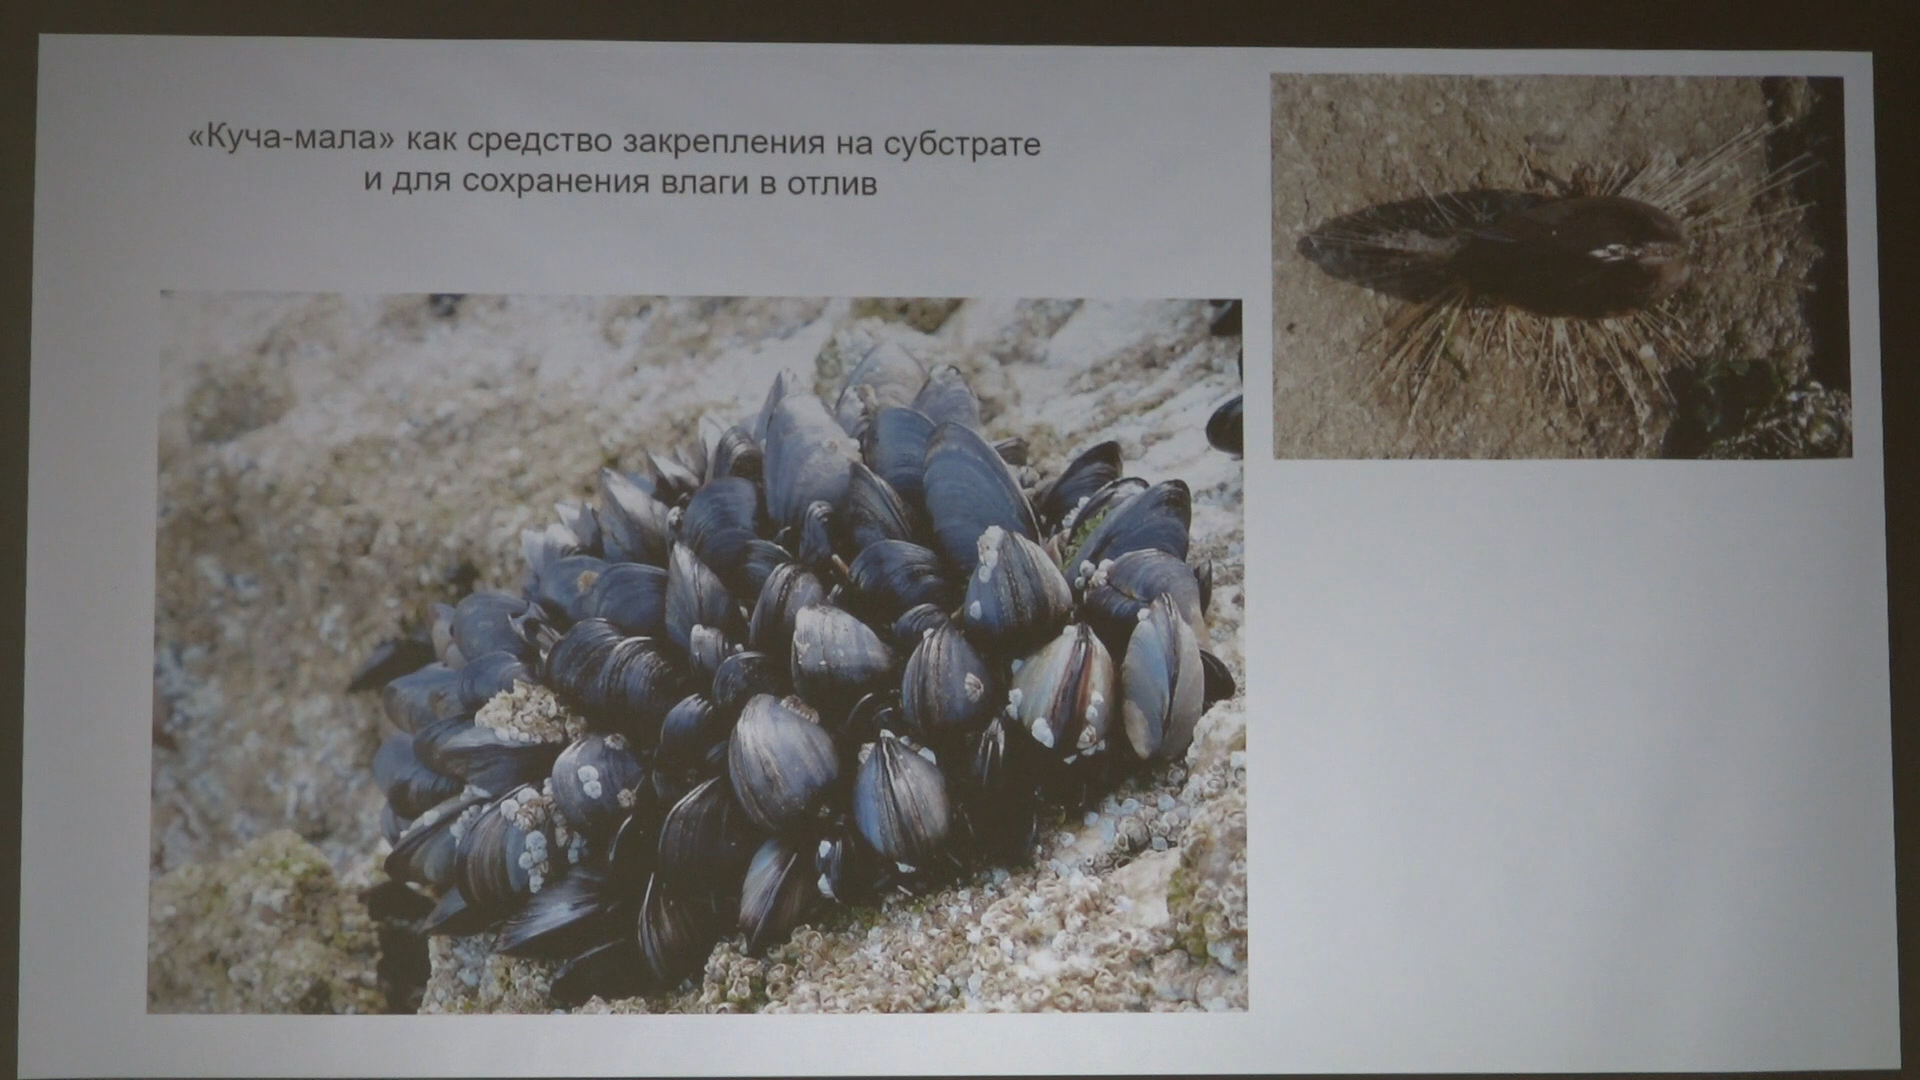 «Куча-мала» как средство закрепления на субстрате
и для сохранения влаги в отлив